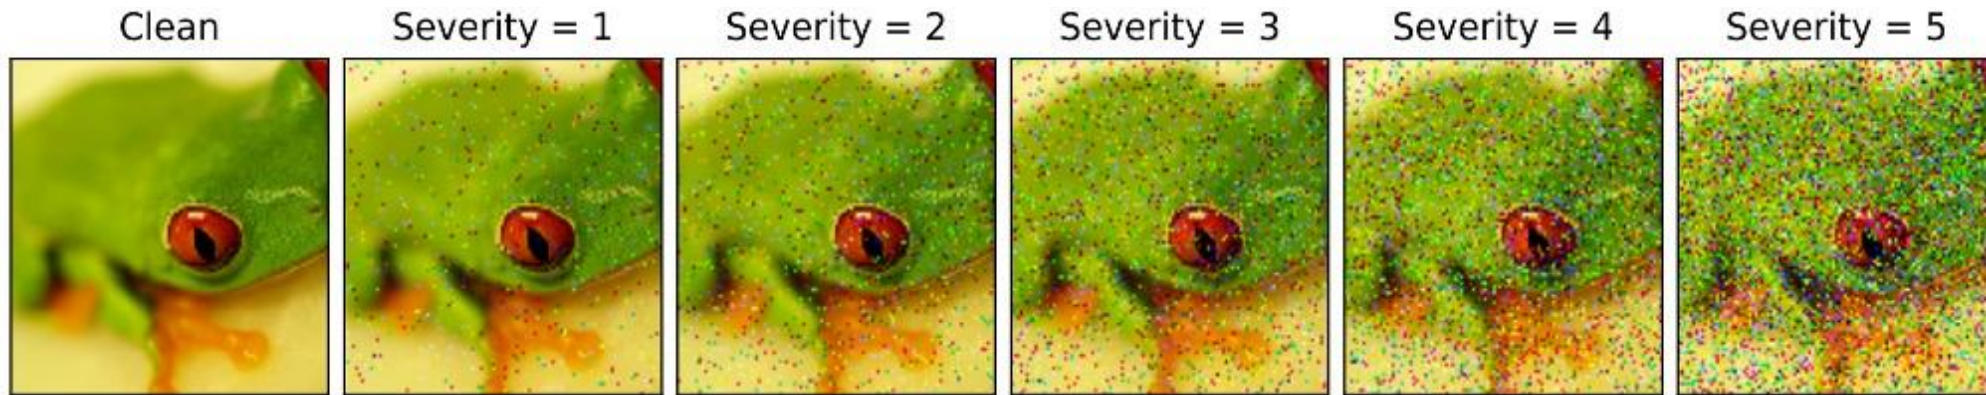 Clean Severity = 1 Severity = 2 Severity = 3 Severity = 4 Severity = 5